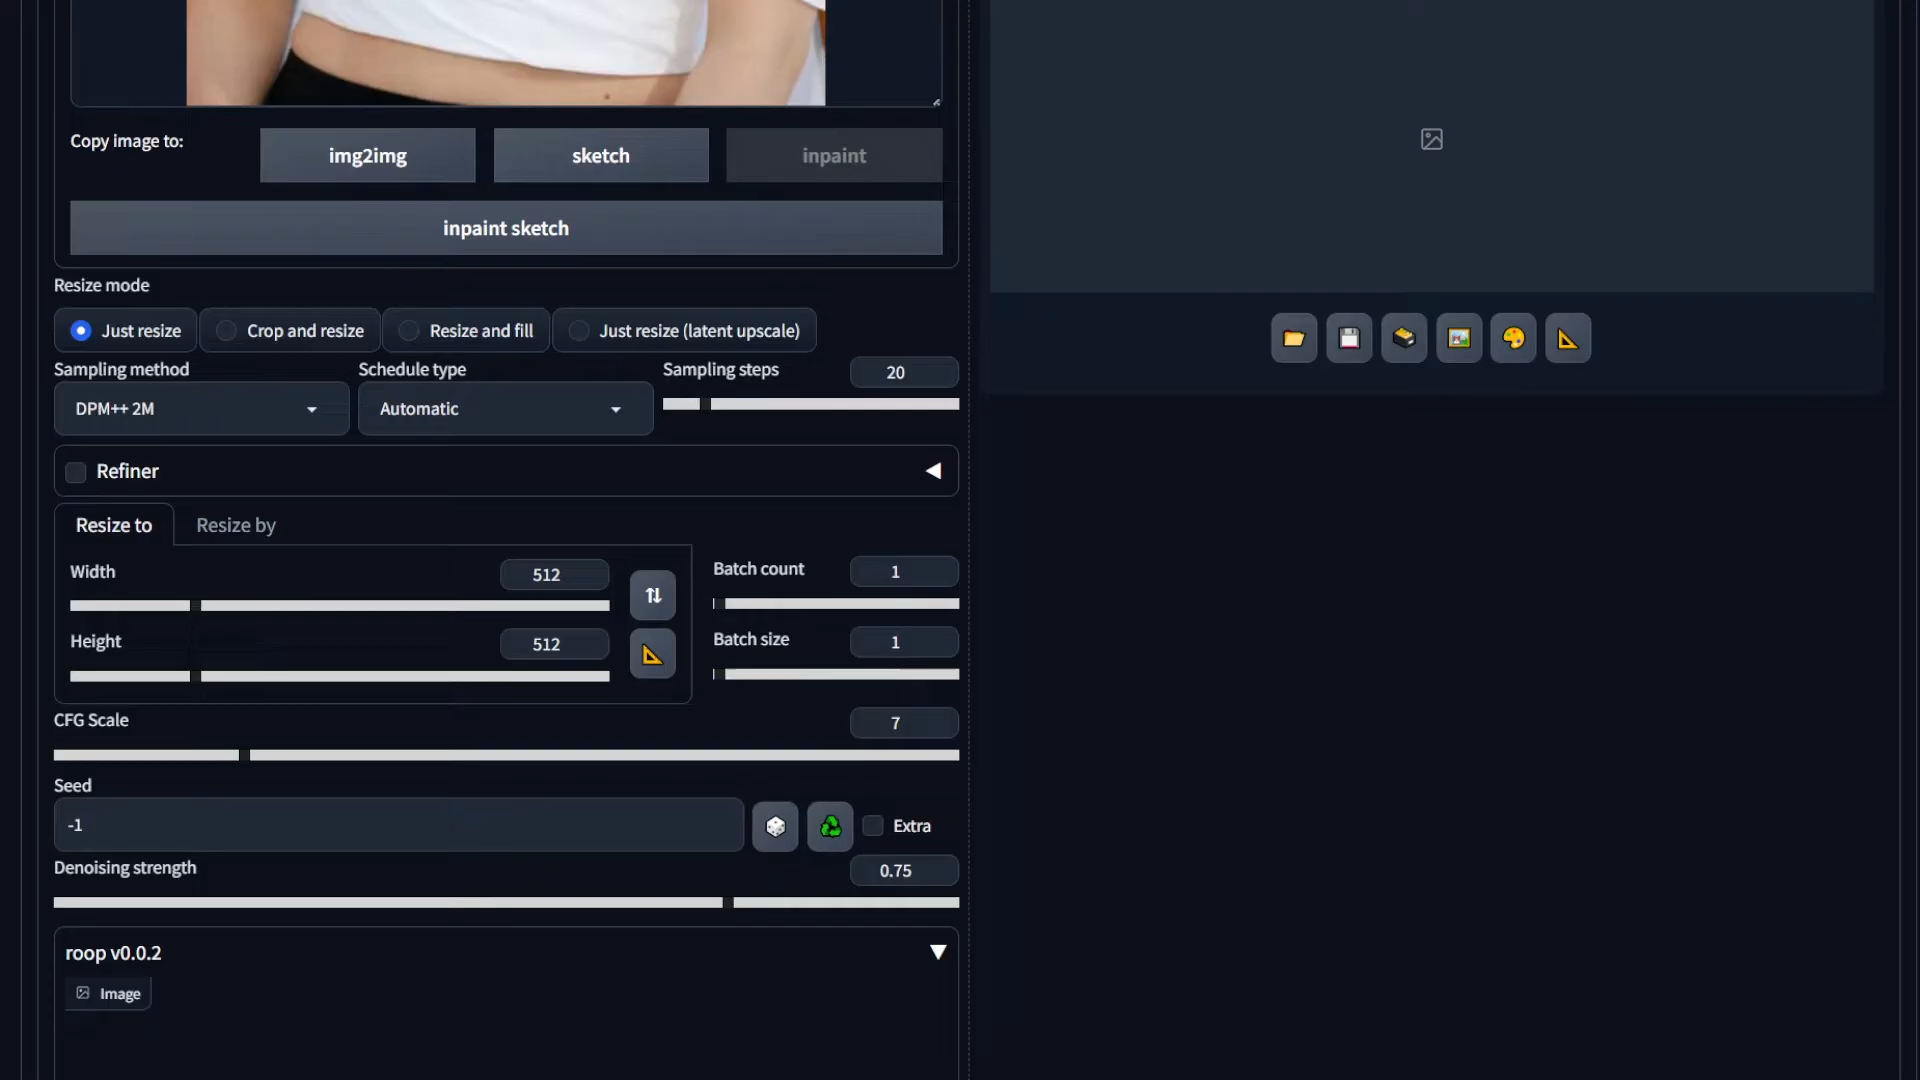 Copy image to:
img2img
sketch
inpaint
inpaint sketch
Resize mode
Just resize
Crop and resize
Resize and fill
Just resize (latent upscale)
Sampling method
Schedule type
Sampling steps
20
DPM++ 2M
Automatic
Refiner
Resize to
Resize by
Width
512
Height
512
Batch count
1
Batch size
1
CFG Scale
7
Seed
-1
Extra
Denoising strength
0.75
roop v0.0.2
Image